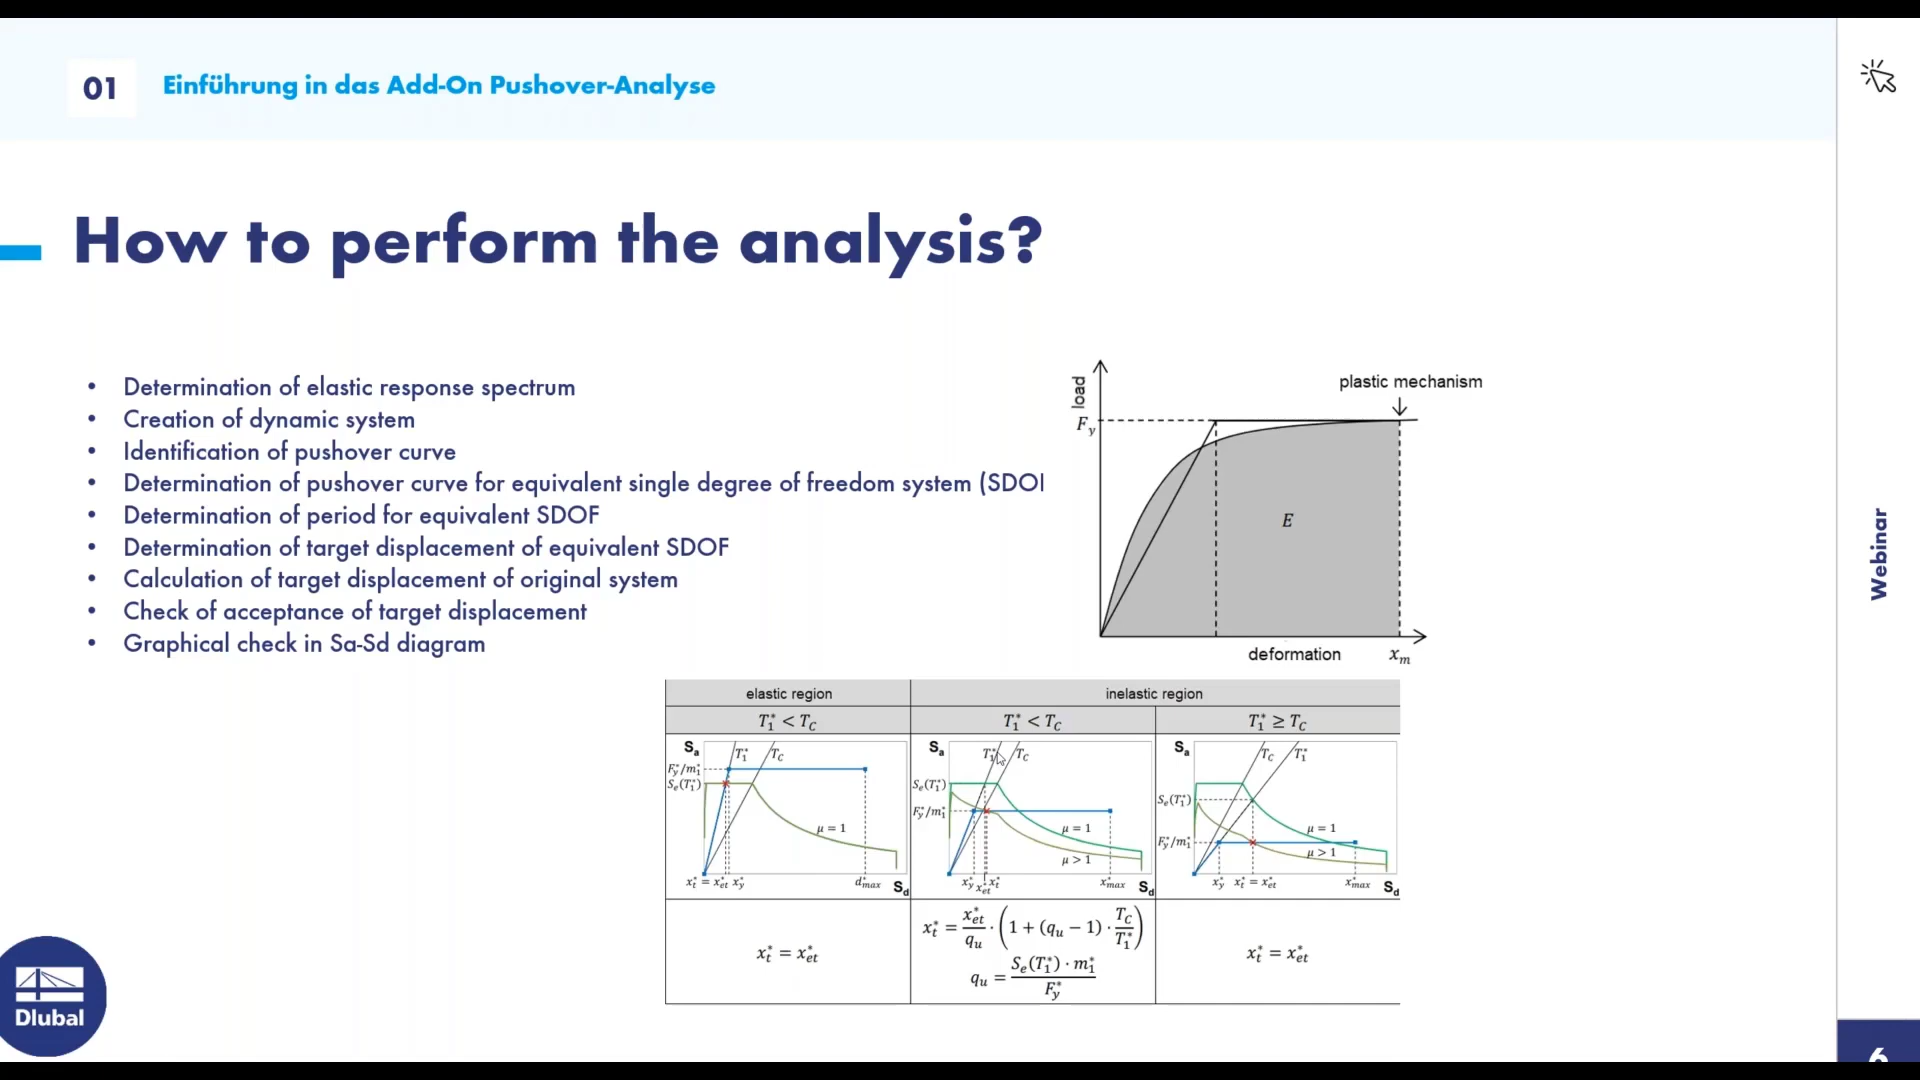 01 Einführung in das Add-On Pushover-Analyse
How to perform the analysis?
• Determination of elastic response spectrum
• Creation of dynamic system
• Identification of pushover curve
• Determination of pushover curve for equivalent single degree of freedom system (SDO
• Determination of period for equivalent SDOF
• Determination of target displacement of equivalent SDOF
• Calculation of target displacement of original system
• Check of acceptance of target displacement
• Graphical check in Sa-Sd diagram
load
plastic mechanism
F_y
E
deformation x_m
elastic region inelastic region
T_1^* < T_C T_1^* < T_C T_1^* ≥ T_C
S_a T_1^* T_C
F_y^*/m_1^*
S_e(T_1^*)
μ = 1
x_t^* = x_et^* x_y^* d_max^* S_d
S_a T_1^* T_C
S_e(T_1^*)
F_y^*/m_1^*
μ = 1
μ > 1
x_y^* x_et^* x_t^* x_max^* S_d
S_a T_C T_1^*
S_e(T_1^*)
F_y^*/m_1^*
μ = 1
μ > 1
x_y^* x_t^* = x_et^* x_max^* S_d
x_t^* = x_et^*
x_t^* = x_et^*/q_u · (1 + (q_u − 1) · T_C/T_1^*)
q_u = S_e(T_1^*) · m_1^*/F_y^*
x_t^* = x_et^*
Webinar
Dlubal
6